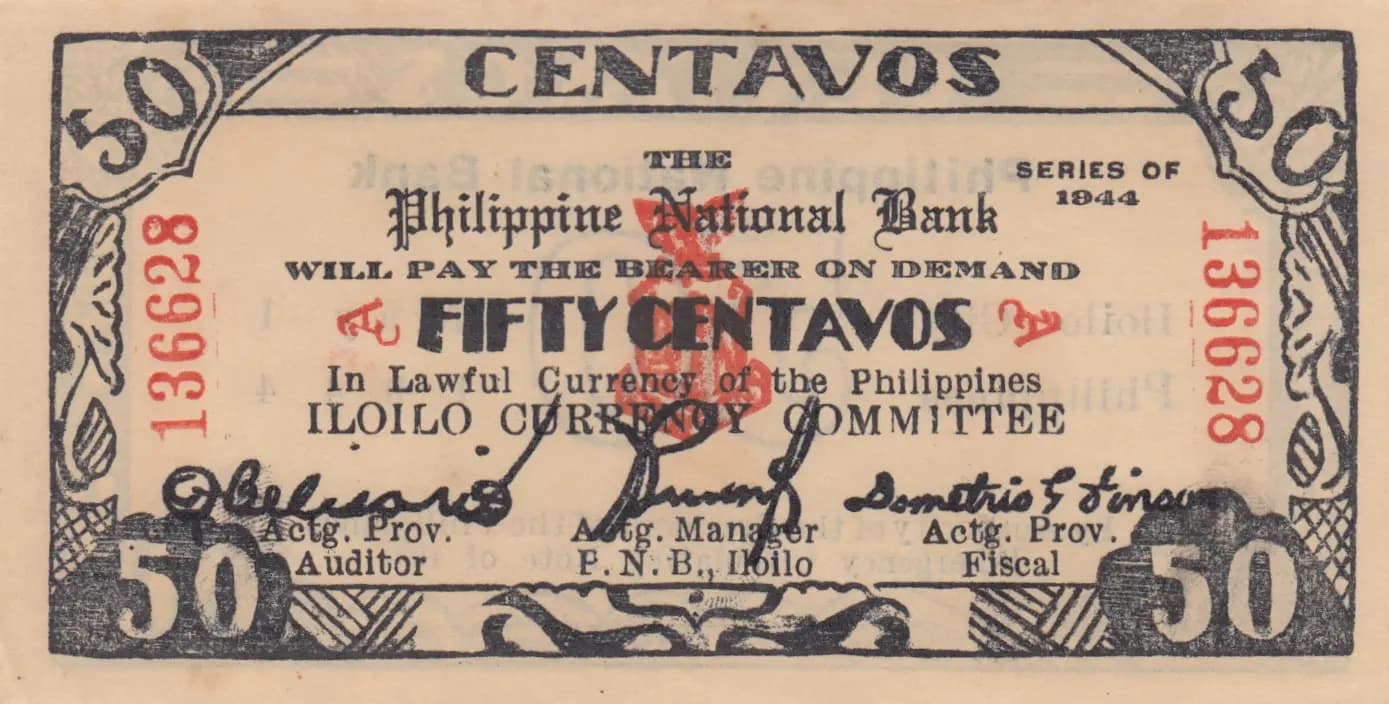 50 CENTAVOS 50
THE
SERIES OF
1944
Philippine National Bank
WILL PAY THE BEARER ON DEMAND
136628 A FIFTY CENTAVOS A 136628
In Lawful Currency of the Philippines
ILOILO CURRENCY COMMITTEE
Demetrio
Actg. Prov. Actg. Manager Actg. Prov.
Auditor P. N. B., Iloilo Fiscal
50 50